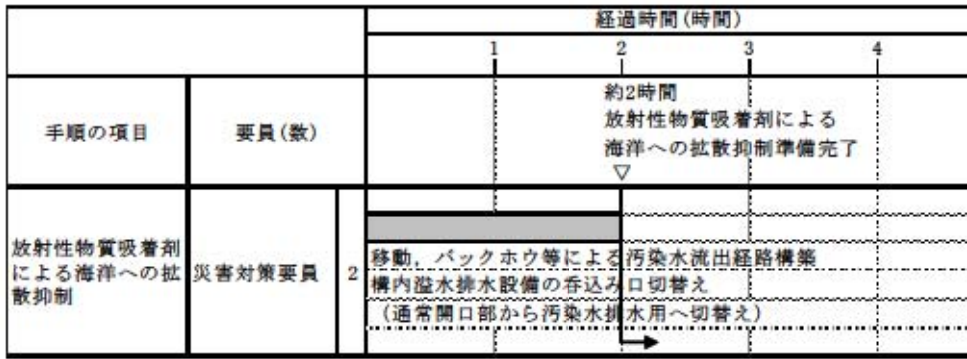 経過時間(時間)
1 2 3 4
手順の項目
要員(数)
約2時間
放射性物質吸着剤による
海洋への拡散抑制準備完了
▽
放射性物質吸着剤
による海洋への拡
散抑制
災害対策要員
2
移動，バックホウ等による汚染水流出経路構築
構内溢水排水設備の呑込み口切替え
（通常開口部から汚染水排水用へ切替え）